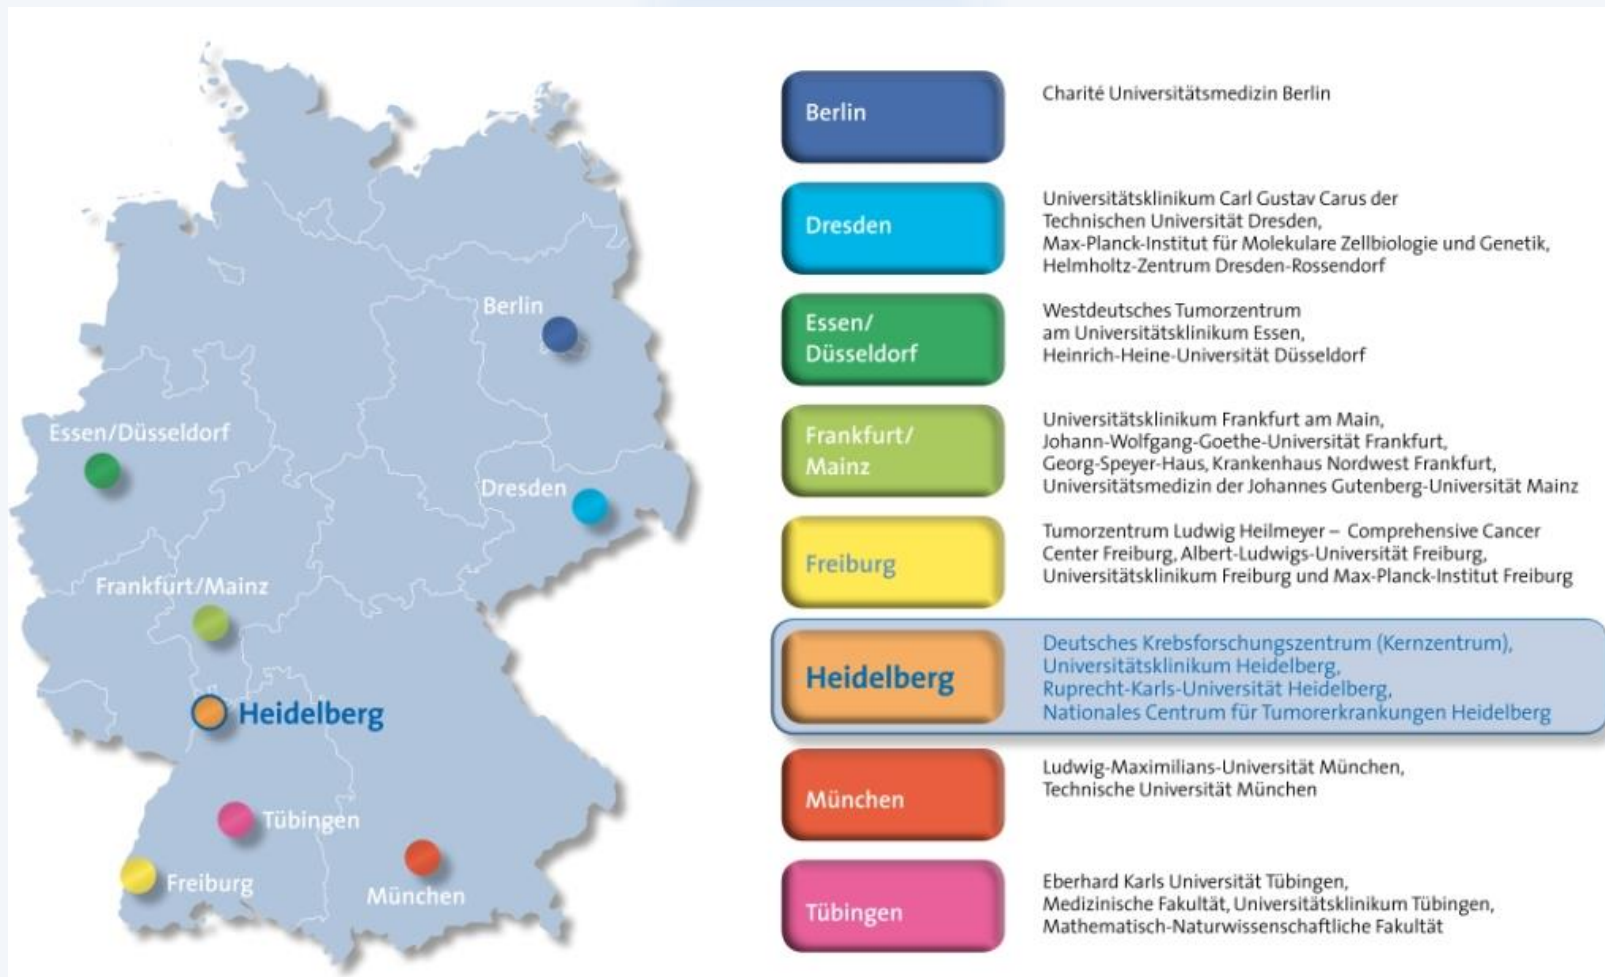 Berlin
Essen/Düsseldorf
Dresden
Frankfurt/Mainz
Heidelberg
Tübingen
Freiburg
München
Berlin
Charité Universitätsmedizin Berlin
Dresden
Universitätsklinikum Carl Gustav Carus der
Technischen Universität Dresden,
Max-Planck-Institut für Molekulare Zellbiologie und Genetik,
Helmholtz-Zentrum Dresden-Rossendorf
Essen/
Düsseldorf
Westdeutsches Tumorzentrum
am Universitätsklinikum Essen,
Heinrich-Heine-Universität Düsseldorf
Frankfurt/
Mainz
Universitätsklinikum Frankfurt am Main,
Johann-Wolfgang-Goethe-Universität Frankfurt,
Georg-Speyer-Haus, Krankenhaus Nordwest Frankfurt,
Universitätsmedizin der Johannes Gutenberg-Universität Mainz
Freiburg
Tumorzentrum Ludwig Heilmeyer – Comprehensive Cancer
Center Freiburg, Albert-Ludwigs-Universität Freiburg,
Universitätsklinikum Freiburg und Max-Planck-Institut Freiburg
Heidelberg
Deutsches Krebsforschungszentrum (Kernzentrum),
Universitätsklinikum Heidelberg,
Ruprecht-Karls-Universität Heidelberg,
Nationales Centrum für Tumorerkrankungen Heidelberg
München
Ludwig-Maximilians-Universität München,
Technische Universität München
Tübingen
Eberhard Karls Universität Tübingen,
Medizinische Fakultät, Universitätsklinikum Tübingen,
Mathematisch-Naturwissenschaftliche Fakultät